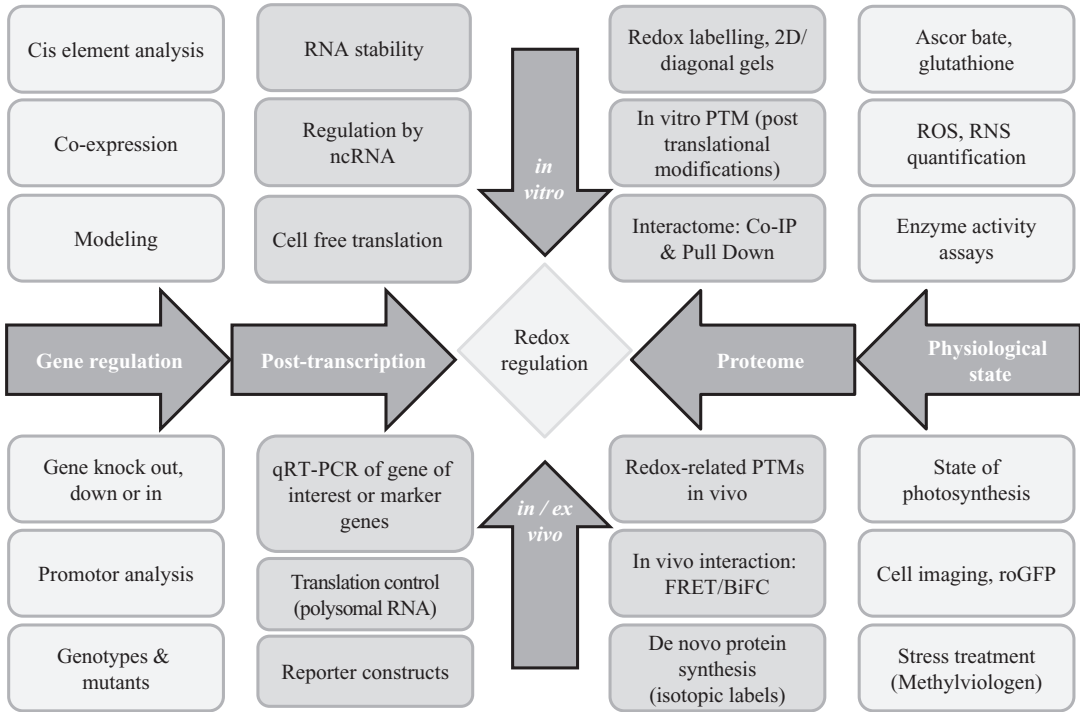 Cis element analysis
Co-expression
Modeling
RNA stability
Regulation by
ncRNA
Cell free translation
in
vitro
Redox labelling, 2D/
diagonal gels
In vitro PTM (post
translational
modifications)
Interactome: Co-IP
& Pull Down
Ascor bate,
glutathione
ROS, RNS
quantification
Enzyme activity
assays
Gene regulation
Post-transcription
Redox
regulation
Proteome
Physiological
state
Gene knock out,
down or in
Promotor analysis
Genotypes &
mutants
qRT-PCR of gene of
interest or marker
genes
Translation control
(polysomal RNA)
Reporter constructs
in / ex
vivo
Redox-related PTMs
in vivo
In vivo interaction:
FRET/BiFC
De novo protein
synthesis
(isotopic labels)
State of
photosynthesis
Cell imaging, roGFP
Stress treatment
(Methylviologen)